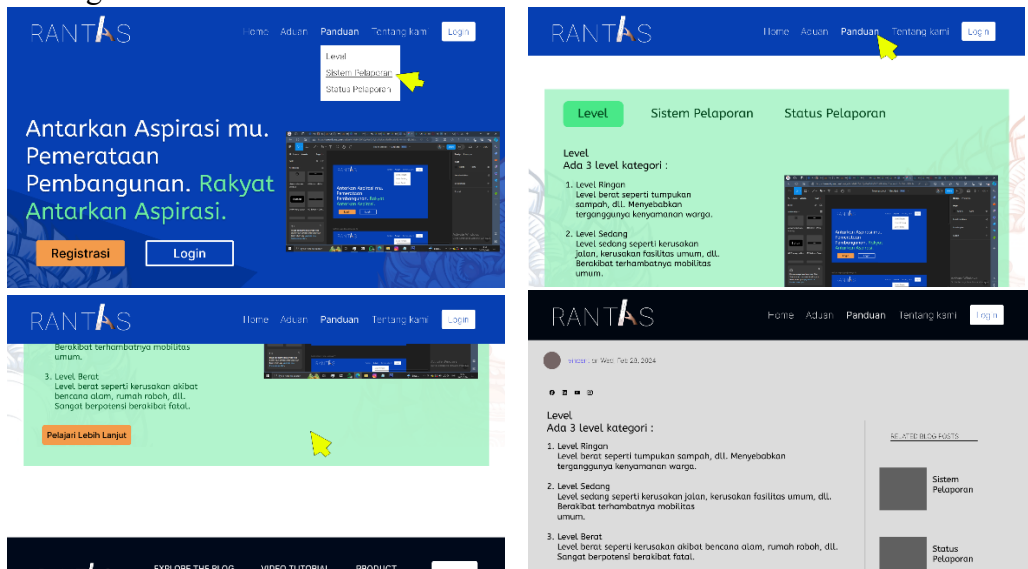 RANTAS
Home Aduan Panduan Tentang kam Login
Level
Sistem Pelaporan
Status Pelaporan
Antarkan Aspirasi mu.
Pemerataan
Pembangunan. Rakyat
Antarkan Aspirasi.
Registrasi Login
RANTAS
Home Aduan Panduan Tentang kami Login
Level Sistem Pelaporan Status Pelaporan
Level
Ada 3 level kategori :
1. Level Ringan
Level berat seperti tumpukan
sampah, dll. Menyebabkan
terganggunya kenyamanan warga.
2. Level Sedang
Level sedang seperti kerusakan
jalan, kerusakan fasilitas umum, dll.
Berakibat terhambatnya mobilitas
umum.
RANTAS
Home Aduan Panduan Tentang kami Login
Berakibat terhambatnya mobilitas
umum.
3. Level Berat
Level berat seperti kerusakan akibat
bencana alam, rumah roboh, dll.
Sangat berpotensi berakibat fatal.
Pelajari Lebih Lanjut
EXPLORE THE BLOG VIDEO TUTORIAL PRODUCT
RANTAS
Home Aduan Panduan Tentang kami Login
on Wed, Feb 28, 2024
Level
Ada 3 level kategori :
1. Level Ringan
Level berat seperti tumpukan sampah, dll. Menyebabkan
terganggunya kenyamanan warga.
2. Level Sedang
Level sedang seperti kerusakan jalan, kerusakan fasilitas umum, dll.
Berakibat terhambatnya mobilitas
umum.
3. Level Berat
Level berat seperti kerusakan akibat bencana alam, rumah roboh, dll.
Sangat berpotensi berakibat fatal.
RELATED BLOG POSTS
Sistem
Pelaporan
Status
Pelaporan